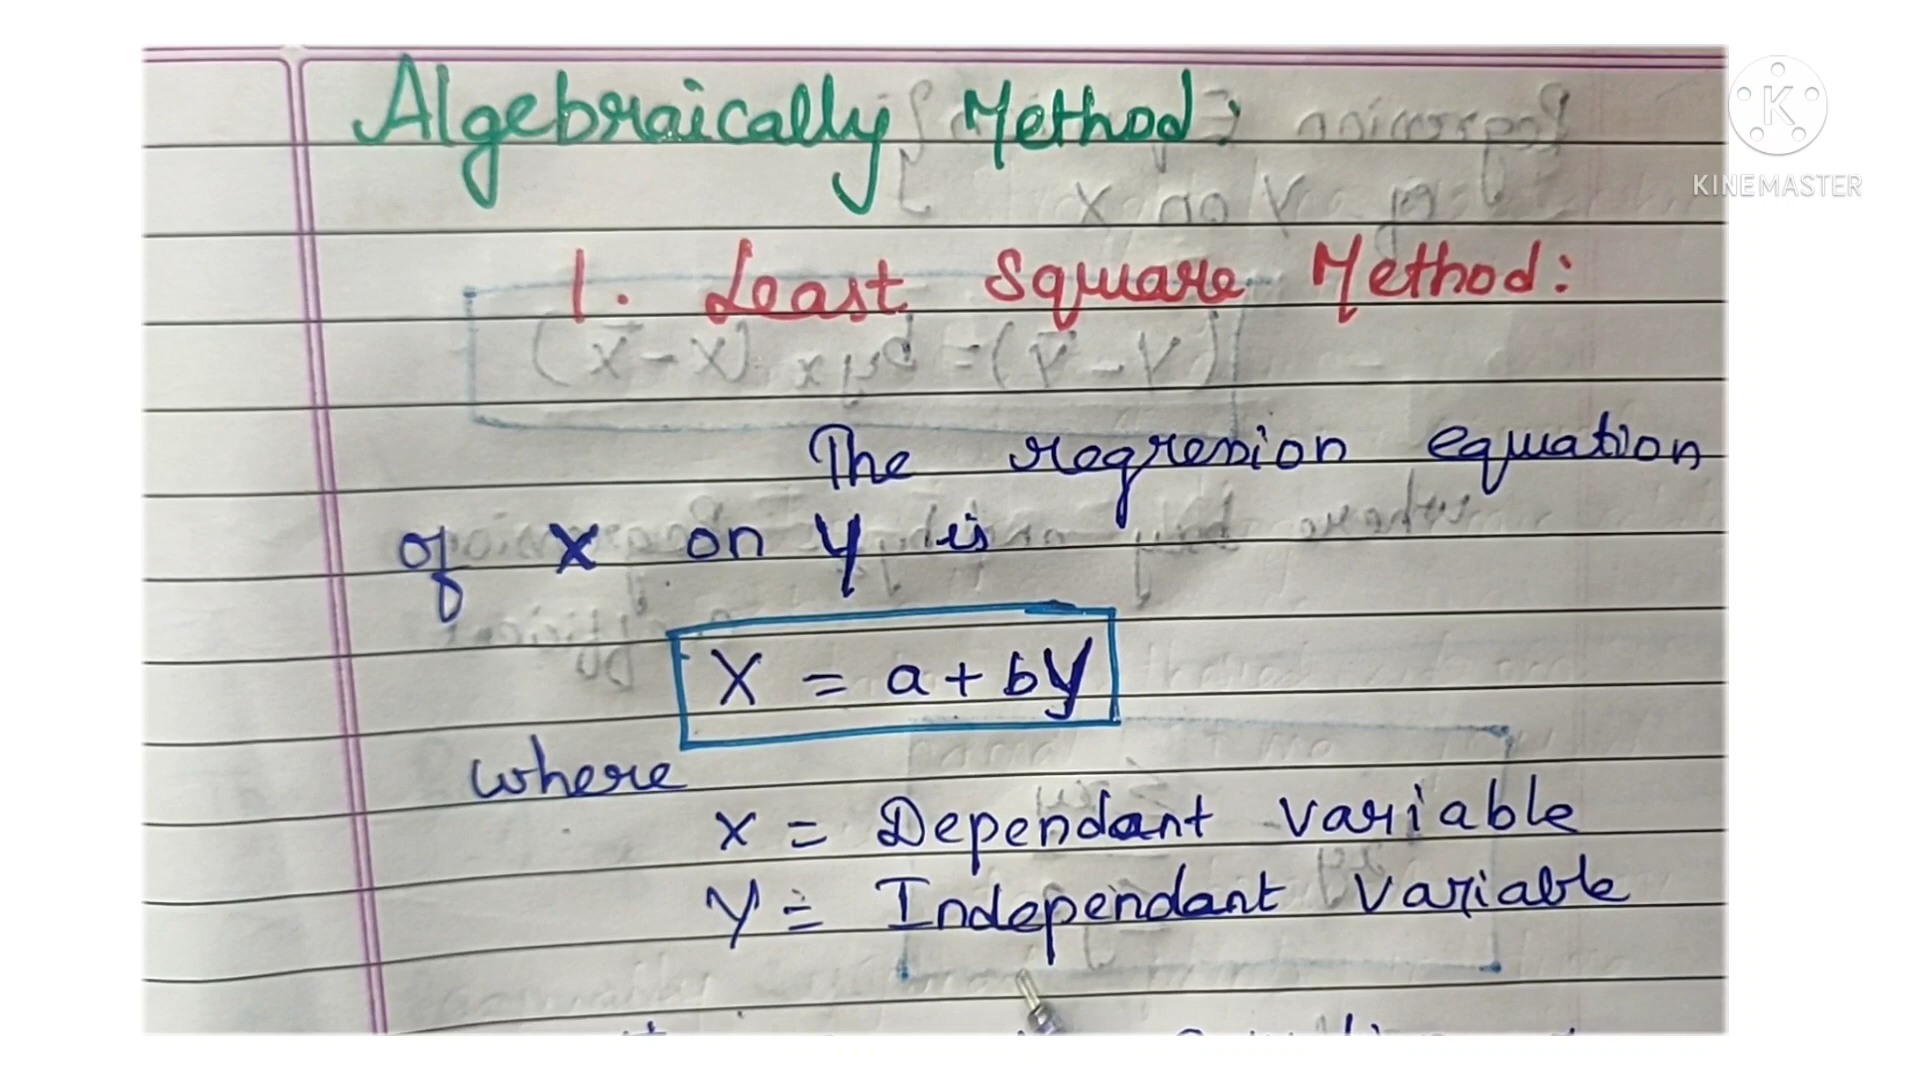 Algebraically Method:
1. Least Square Method:
The regression equation
of X on Y is
X = a + bY
where
X = Dependant variable
Y = Independant variable
K
KINEMASTER